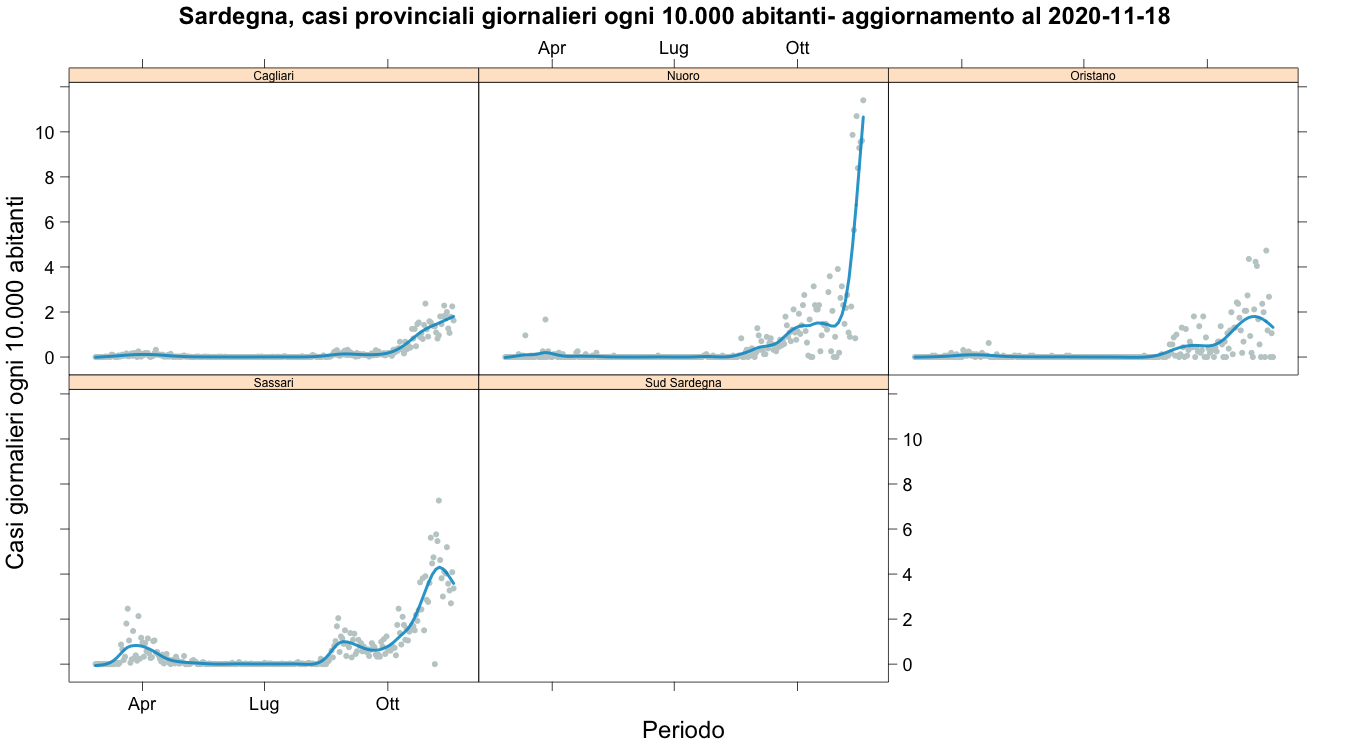 Sardegna, casi provinciali giornalieri ogni 10.000 abitanti- aggiornamento al 2020-11-18
Apr Lug Ott
Cagliari Nuoro Oristano
10
8
6
4
2
0
Casi giornalieri ogni 10.000 abitanti
Sassari Sud Sardegna
10
8
6
4
2
0
Apr Lug Ott
Periodo